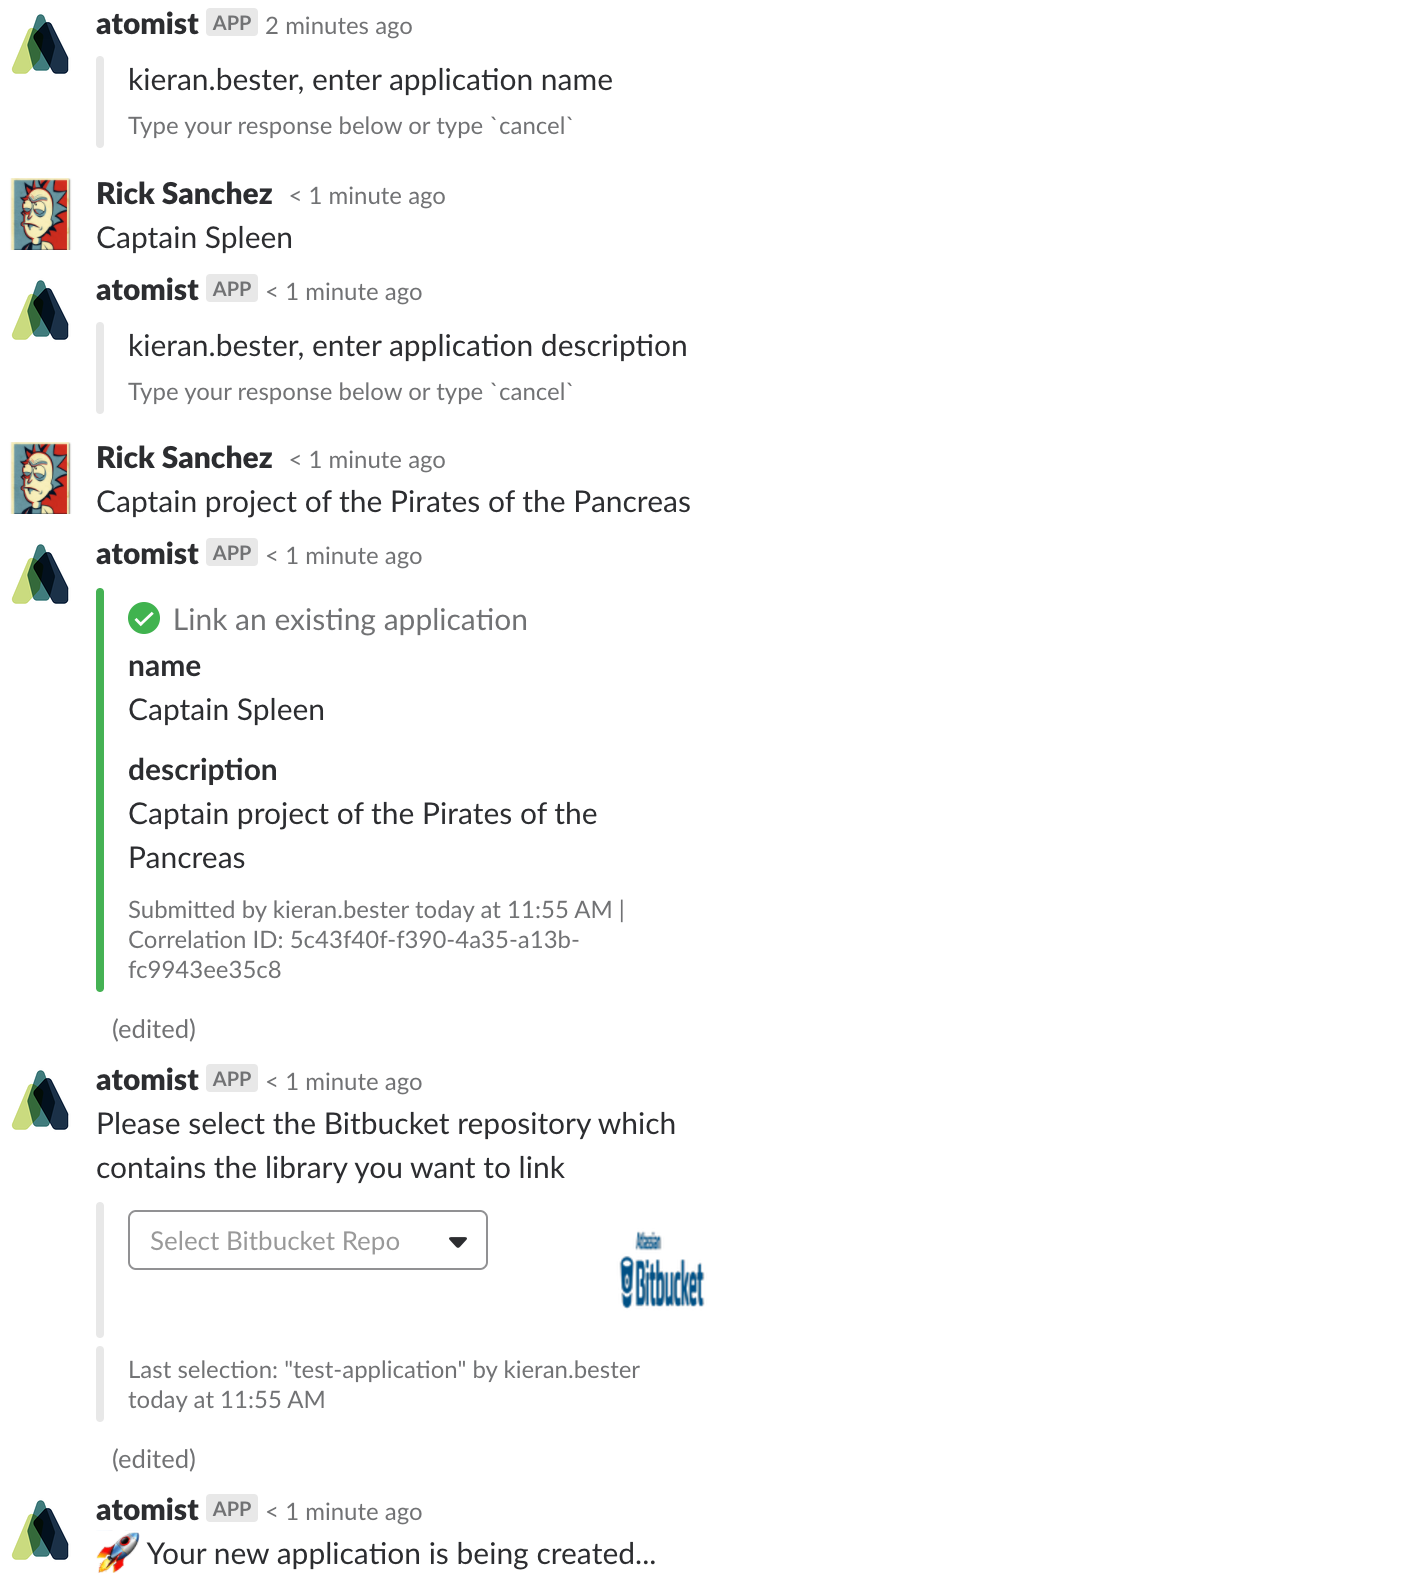 atomist APP 2 minutes ago
kieran.bester, enter application name
Type your response below or type `cancel`
Rick Sanchez < 1 minute ago
Captain Spleen
atomist APP < 1 minute ago
kieran.bester, enter application description
Type your response below or type `cancel`
Rick Sanchez < 1 minute ago
Captain project of the Pirates of the Pancreas
atomist APP < 1 minute ago
Link an existing application
name
Captain Spleen
description
Captain project of the Pirates of the
Pancreas
Submitted by kieran.bester today at 11:55 AM |
Correlation ID: 5c43f40f-f390-4a35-a13b-
fc9943ee35c8
(edited)
atomist APP < 1 minute ago
Please select the Bitbucket repository which
contains the library you want to link
Select Bitbucket Repo
Atlassian
Bitbucket
Last selection: "test-application" by kieran.bester
today at 11:55 AM
(edited)
atomist APP < 1 minute ago
🚀 Your new application is being created...